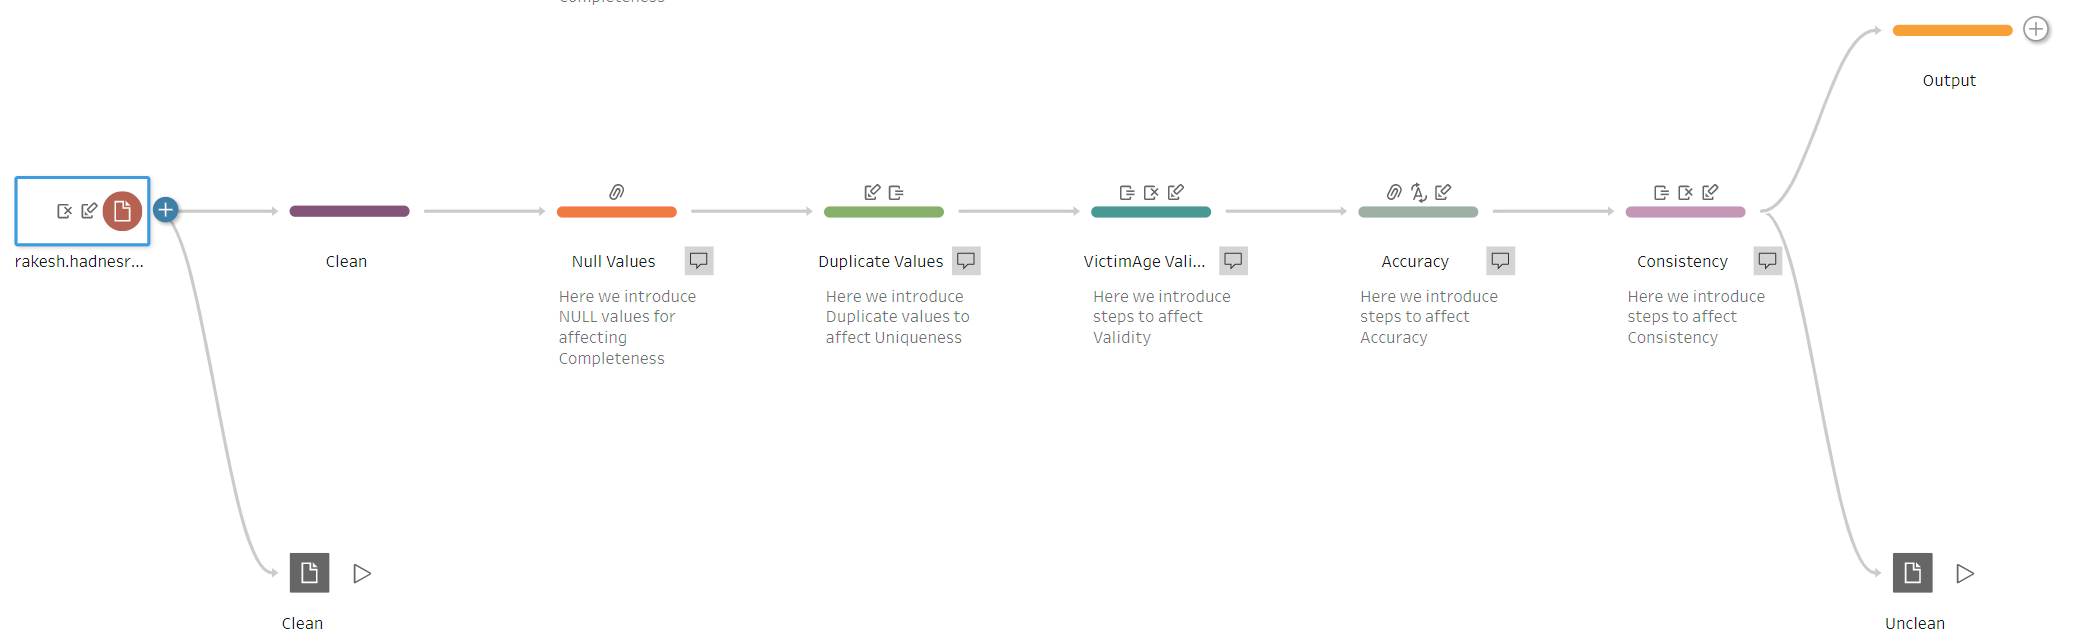 Completeness
Output
rakesh.hadnesr...
Clean
Null Values
Duplicate Values
VictimAge Vali...
Accuracy
Consistency
Here we introduce
NULL values for
affecting
Completeness
Here we introduce
Duplicate values to
affect Uniqueness
Here we introduce
steps to affect
Validity
Here we introduce
steps to affect
Accuracy
Here we introduce
steps to affect
Consistency
Clean
Unclean